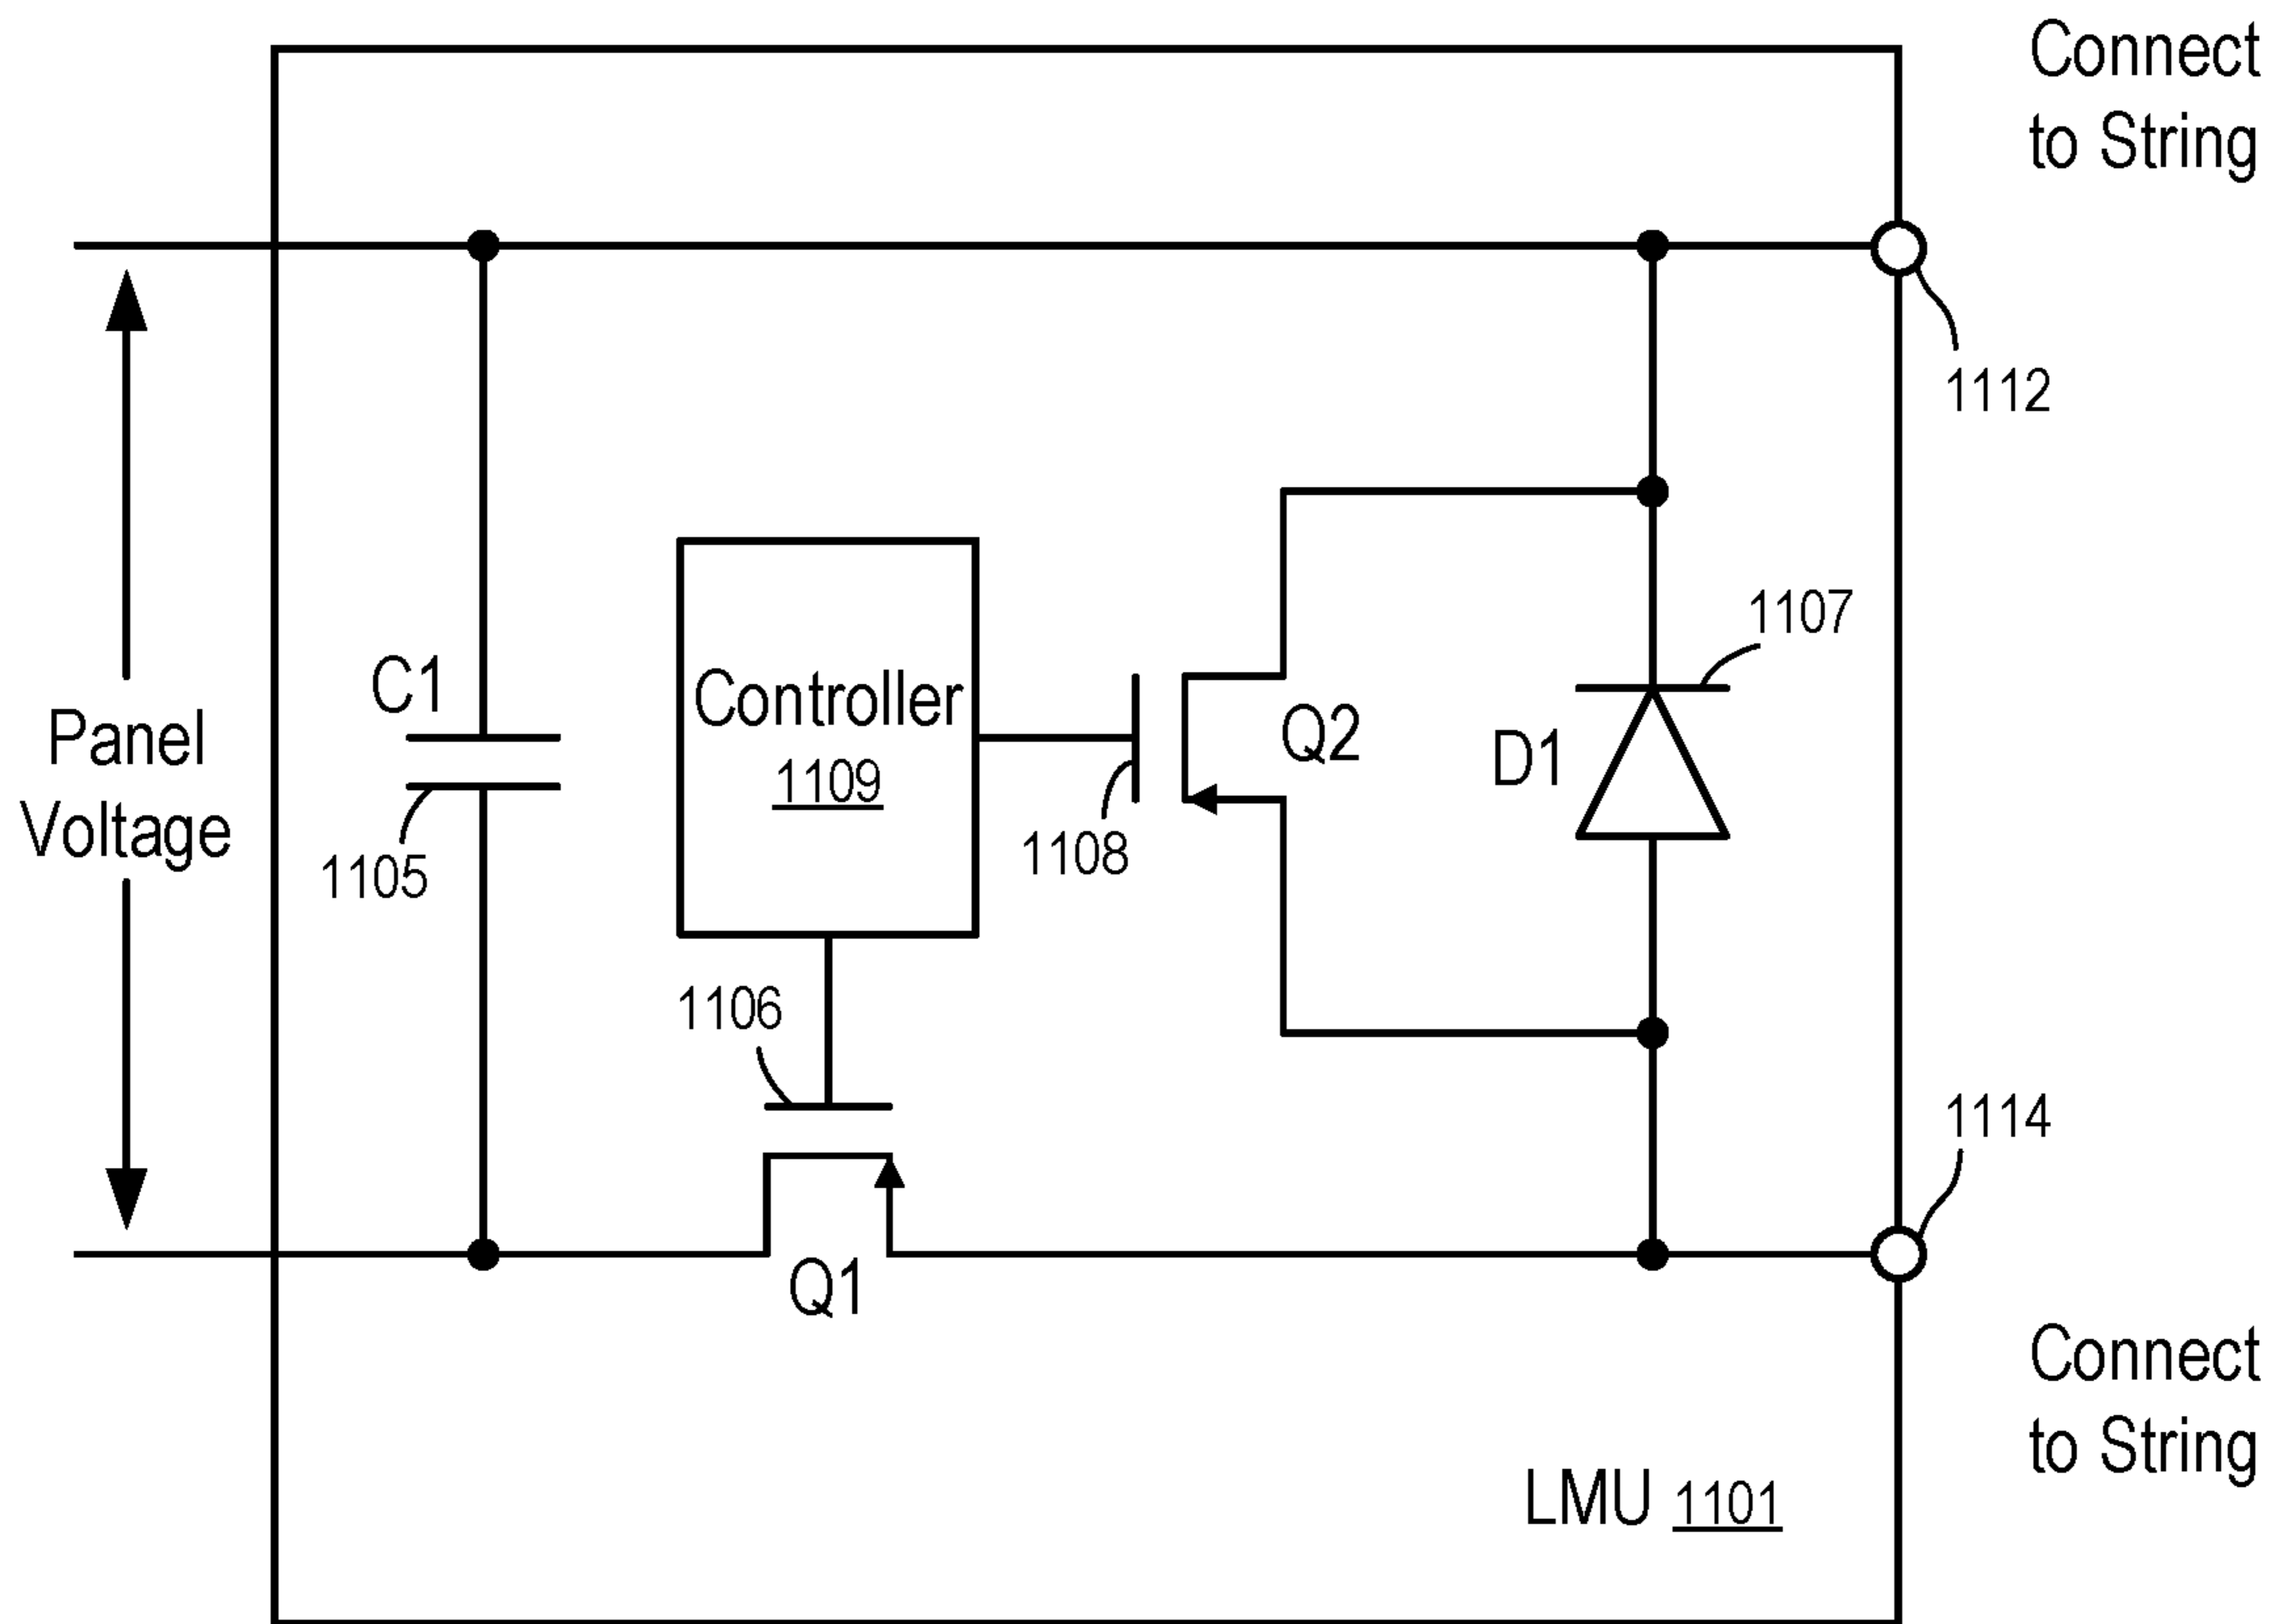 Connect
to String
1112
1107
C1
Controller
1109
Q2
D1
Panel
Voltage
1105
1108
1106
1114
Q1
Connect
to String
LMU 1101